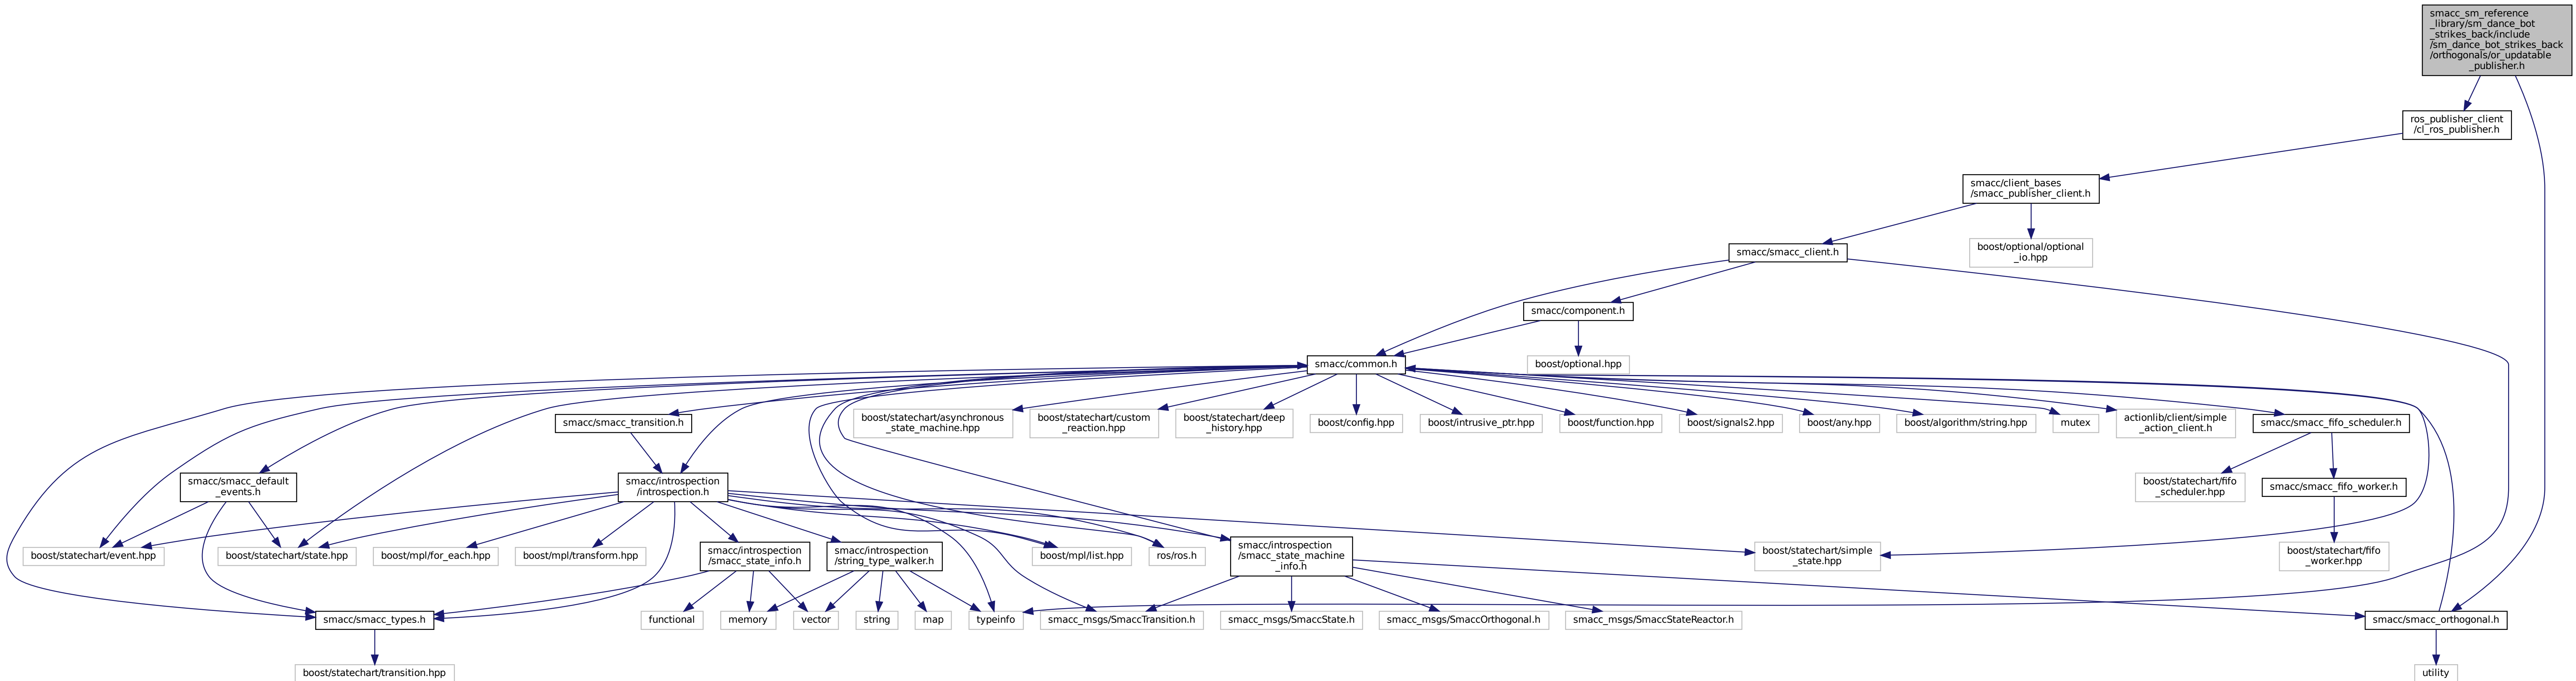 smacc_sm_reference
_library/sm_dance_bot
_strikes_back/include
/sm_dance_bot_strikes_back
/orthogonals/or_updatable
_publisher.h
ros_publisher_client
/cl_ros_publisher.h
smacc/client_bases
/smacc_publisher_client.h
smacc/smacc_client.h
boost/optional/optional
_io.hpp
smacc/component.h
smacc/common.h
boost/optional.hpp
smacc/smacc_transition.h
boost/statechart/asynchronous
_state_machine.hpp
boost/statechart/custom
_reaction.hpp
boost/statechart/deep
_history.hpp
boost/config.hpp
boost/intrusive_ptr.hpp
boost/function.hpp
boost/signals2.hpp
boost/any.hpp
boost/algorithm/string.hpp
mutex
actionlib/client/simple
_action_client.h
smacc/smacc_fifo_scheduler.h
smacc/smacc_default
_events.h
smacc/introspection
/introspection.h
boost/statechart/fifo
_scheduler.hpp
smacc/smacc_fifo_worker.h
boost/statechart/event.hpp
boost/statechart/state.hpp
boost/mpl/for_each.hpp
boost/mpl/transform.hpp
smacc/introspection
/smacc_state_info.h
smacc/introspection
/string_type_walker.h
boost/mpl/list.hpp
ros/ros.h
smacc/introspection
/smacc_state_machine
_info.h
boost/statechart/simple
_state.hpp
boost/statechart/fifo
_worker.hpp
smacc/smacc_types.h
functional
memory
vector
string
map
typeinfo
smacc_msgs/SmaccTransition.h
smacc_msgs/SmaccState.h
smacc_msgs/SmaccOrthogonal.h
smacc_msgs/SmaccStateReactor.h
smacc/smacc_orthogonal.h
boost/statechart/transition.hpp
utility